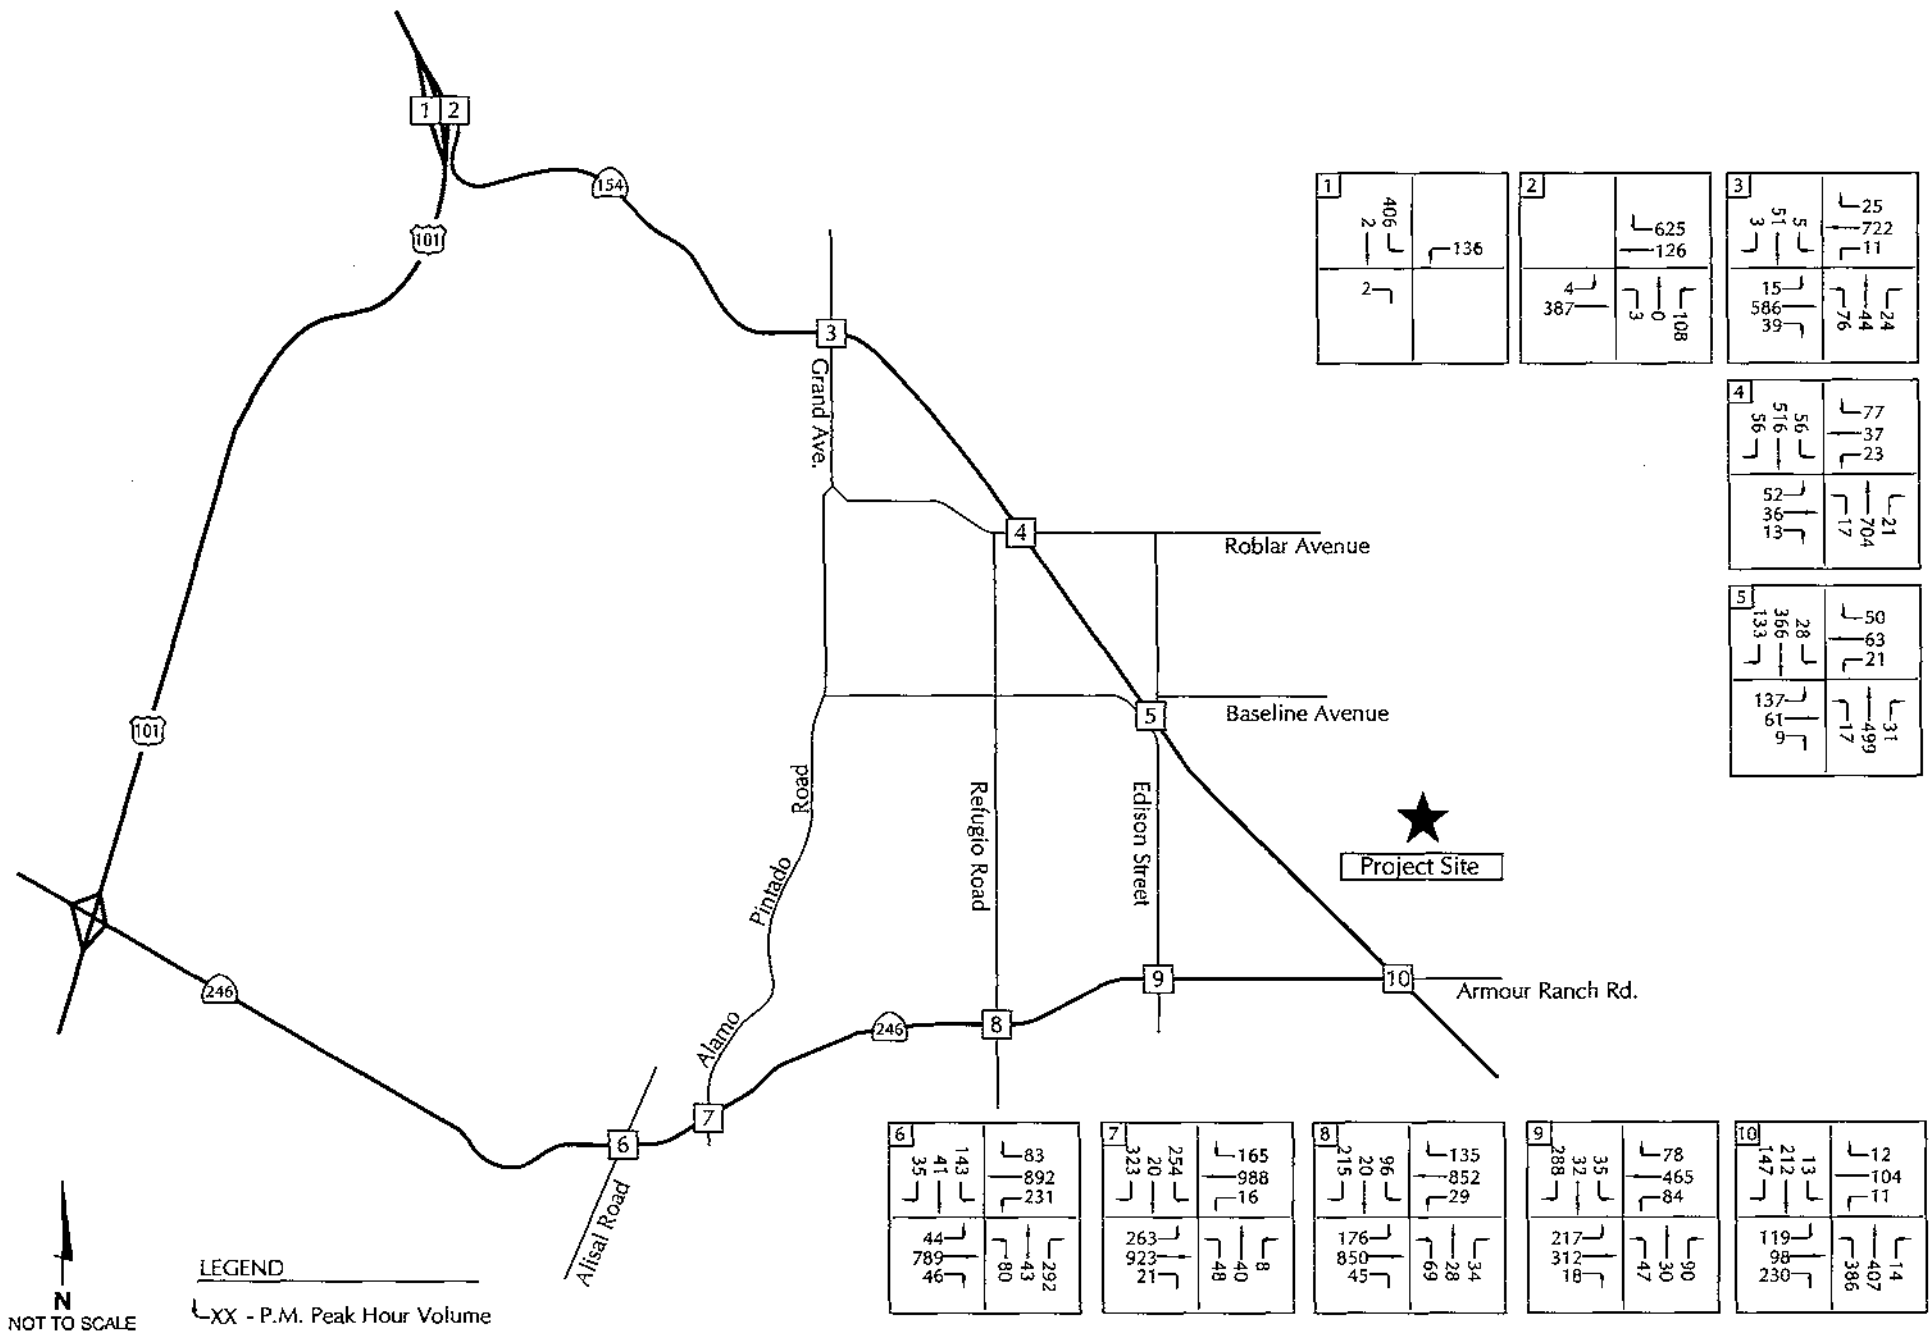 1 2
154
101
3
Grand Ave.
4
Roblar Avenue
5
Baseline Avenue
101
Alamo Pintado Road
Refugio Road
Edison Street
Project Site
246
246
6
7
8
9
10
Armour Ranch Rd.
Alisal Road
N
NOT TO SCALE
LEGEND
XX - P.M. Peak Hour Volume
1
2 406
136
2
2
625
126
4
387
3 0 108
3
3 51 5
25
722
11
15
586
39
76 44 24
4
56 516 56
77
37
23
52
36
13
17 704 21
5
133 366 28
50
63
21
137
61
9
17 499 31
6
35 41 143
83
892
231
44
789
46
80 43 292
7
323 20 254
165
988
16
263
923
21
48 40 8
8
215 20 96
135
852
29
176
850
45
69 28 34
9
288 32 35
78
465
84
217
312
18
47 30 90
10
147 212 13
12
104
11
119
98
230
386 407 14